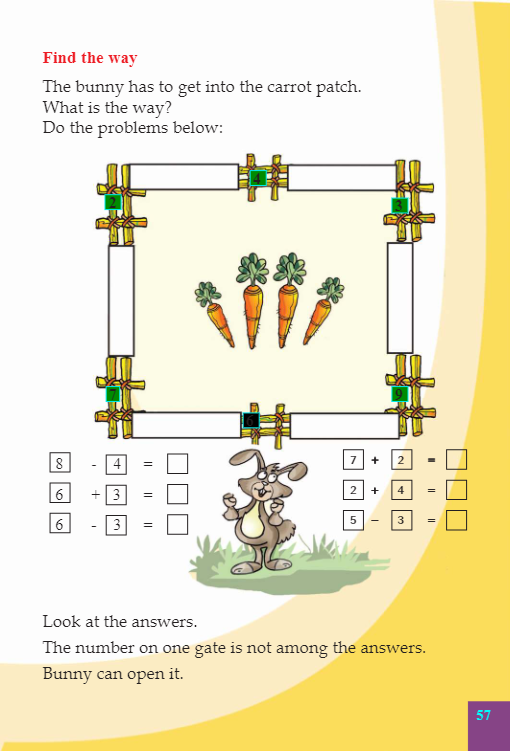 Find the way
The bunny has to get into the carrot patch.
What is the way?
Do the problems below:
4
2
3
7
9
6
8 - 4 =
6 + 3 =
6 - 3 =
7 + 2 =
2 + 4 =
5 – 3 =
Look at the answers.
The number on one gate is not among the answers.
Bunny can open it.
57